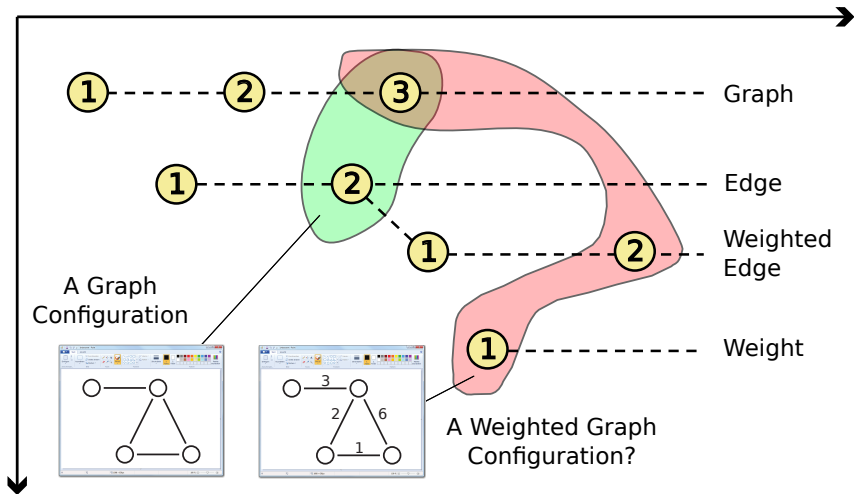 1 2 3 Graph
1 2 Edge
1 2 Weighted
Edge
A Graph
Configuration
1 Weight
3
2 6
1
A Weighted Graph
Configuration?